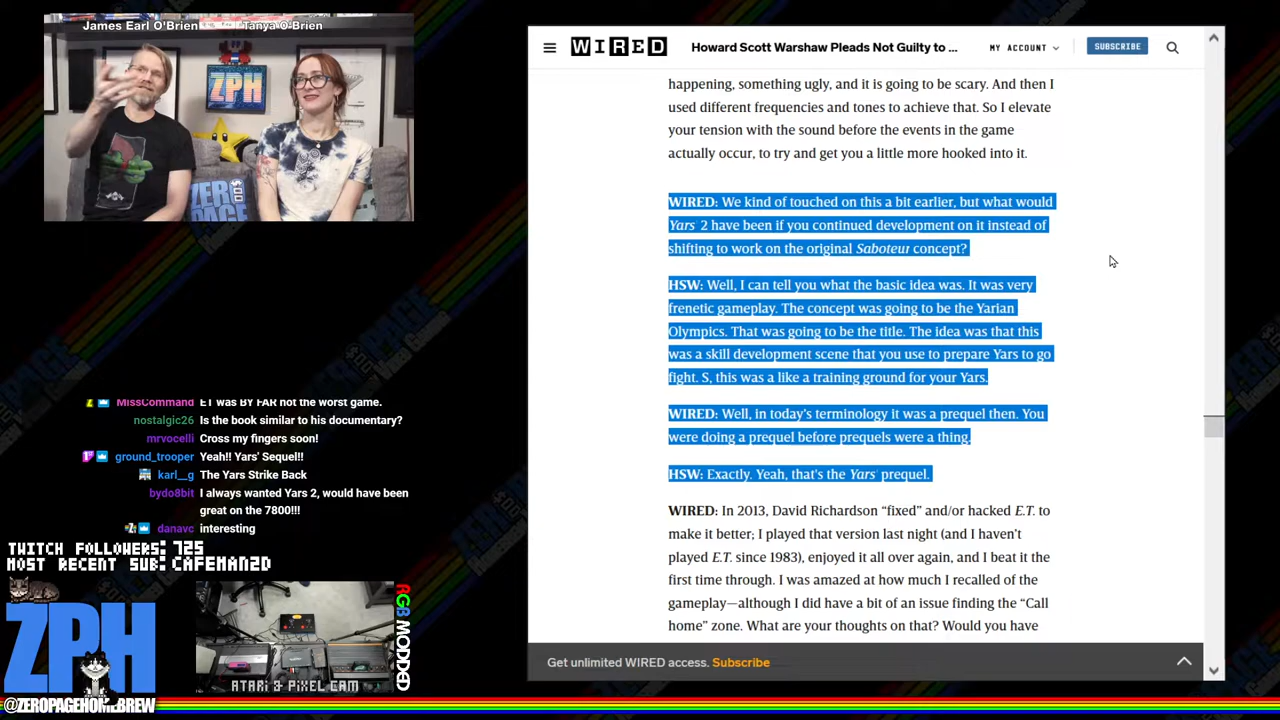 James Earl O'Brien
Tanya O'Brien
ZPH
ZERO
PAGE
$00
WIRED
Howard Scott Warshaw Pleads Not Guilty to ...
MY ACCOUNT
SUBSCRIBE
happening, something ugly, and it is going to be scary. And then I
used different frequencies and tones to achieve that. So I elevate
your tension with the sound before the events in the game
actually occur, to try and get you a little more hooked into it.
WIRED: We kind of touched on this a bit earlier, but what would
Yars' 2 have been if you continued development on it instead of
shifting to work on the original Saboteur concept?
HSW: Well, I can tell you what the basic idea was. It was very
frenetic gameplay. The concept was going to be the Yarian
Olympics. That was going to be the title. The idea was that this
was a skill development scene that you use to prepare Yars to go
fight. S, this was a like a training ground for your Yars.
WIRED: Well, in today's terminology it was a prequel then. You
were doing a prequel before prequels were a thing.
HSW: Exactly. Yeah, that's the Yars' prequel.
WIRED: In 2013, David Richardson “fixed” and/or hacked E.T. to
make it better; I played that version last night (and I haven't
played E.T. since 1983), enjoyed it all over again, and I beat it the
first time through. I was amazed at how much I recalled of the
gameplay—although I did have a bit of an issue finding the “Call
home” zone. What are your thoughts on that? Would you have
Get unlimited WIRED access. Subscribe
MissCommand ET was BY FAR not the worst game.
nostalgic26 Is the book similar to his documentary?
mrvocelli Cross my fingers soon!
ground_trooper Yeah!! Yars' Sequel!!
karl__g The Yars Strike Back
bydo8bit I always wanted Yars 2, would have been
great on the 7800!!!
danavc interesting
TWITCH FOLLOWERS: 725
MOST RECENT SUB: CAFEMAN2D
ZPH
@ZEROPAGEHOMEBREW
RGB MODDED
ATARI & PIXEL CAM